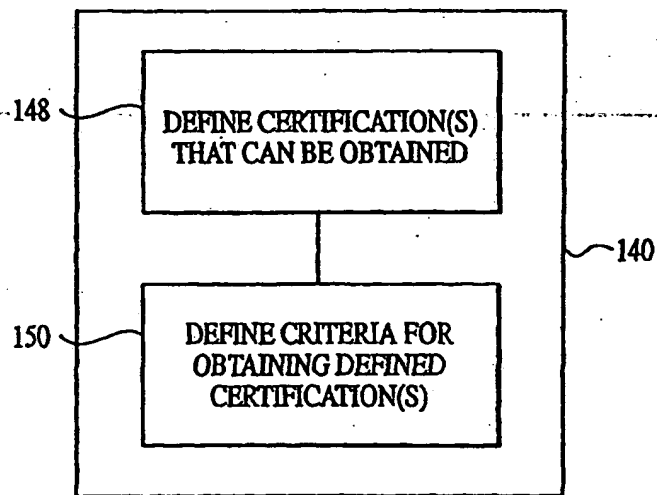 148
DEFINE CERTIFICATION(S)
THAT CAN BE OBTAINED
140
150
DEFINE CRITERIA FOR
OBTAINING DEFINED
CERTIFICATION(S)